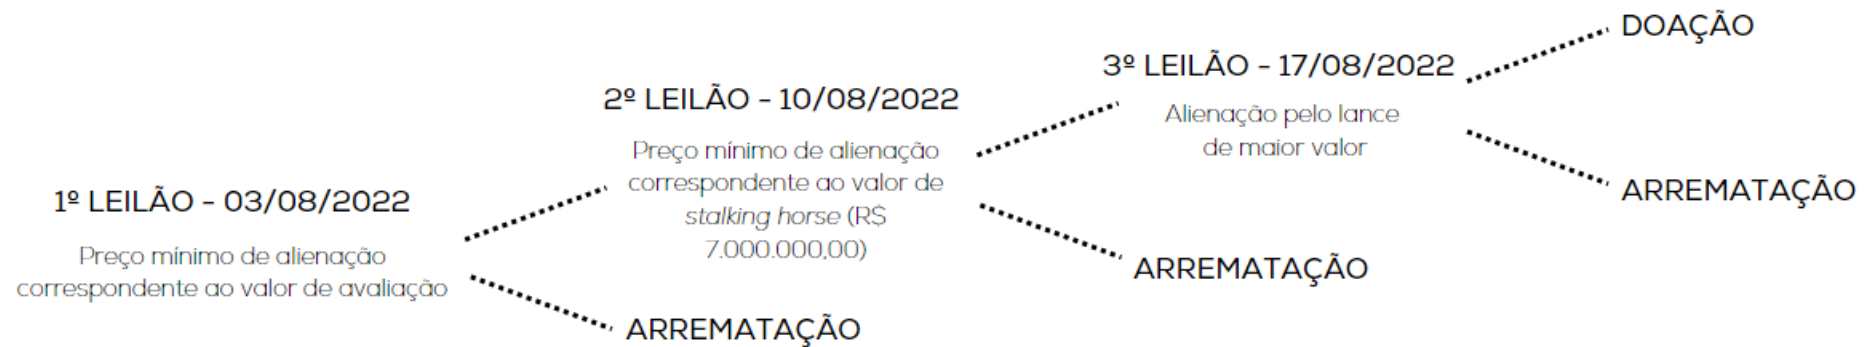 1º LEILÃO - 03/08/2022
Preço mínimo de alienação
correspondente ao valor de avaliação
ARREMATAÇÃO
2º LEILÃO - 10/08/2022
Preço mínimo de alienação
correspondente ao valor de
stalking horse (R$
7.000.000,00)
ARREMATAÇÃO
3º LEILÃO - 17/08/2022
Alienação pelo lance
de maior valor
DOAÇÃO
ARREMATAÇÃO